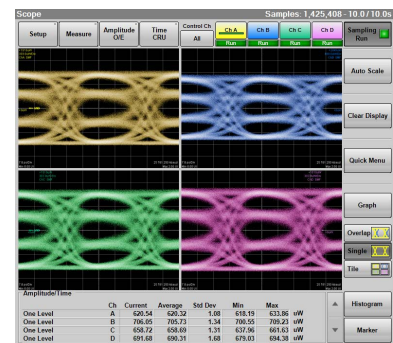 Scope Samples: 1,425,408 - 10.0 / 10.0s
Setup
Measure
Amplitude
O/E
Time
CRU
Control Ch
All
Ch A
Run
Ch B
Run
Ch C
Run
Ch D
Run
Sampling
Run
Auto Scale
Clear Display
Quick Menu
Graph
Overlap
Single
Tile
Histogram
Marker
Amplitude/Time
Ch Current Average Std Dev Min Max
One Level A 620.54 620.32 1.08 618.19 633.86 uW
One Level B 706.05 705.73 1.34 700.55 709.23 uW
One Level C 658.72 658.69 1.31 637.96 661.63 uW
One Level D 691.68 690.31 1.68 679.03 694.38 uW